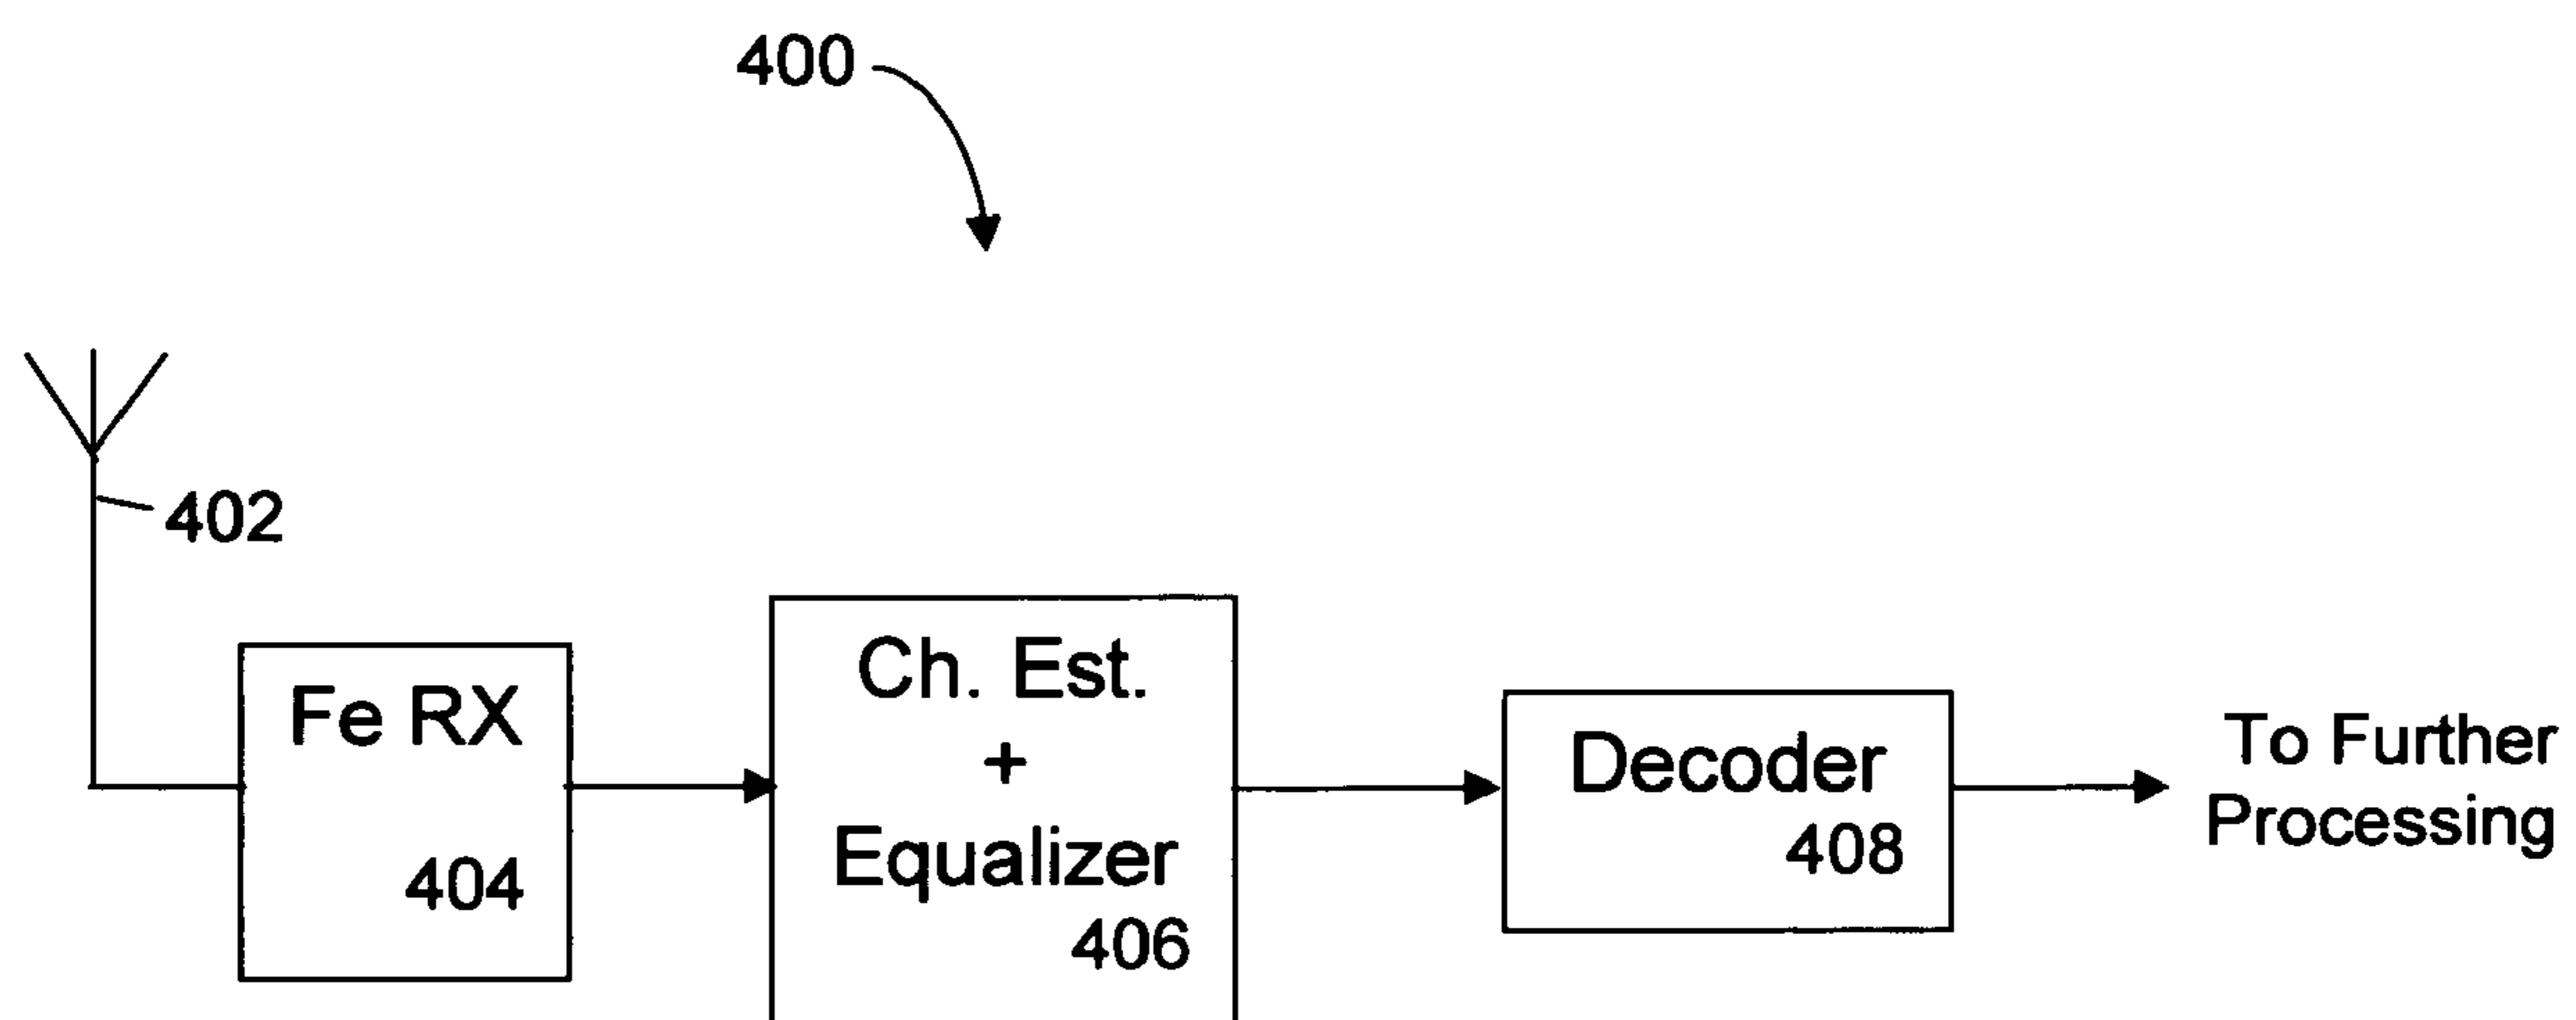 400
402
Fe RX
404
Ch. Est.
+
Equalizer
406
Decoder
408
To Further
Processing